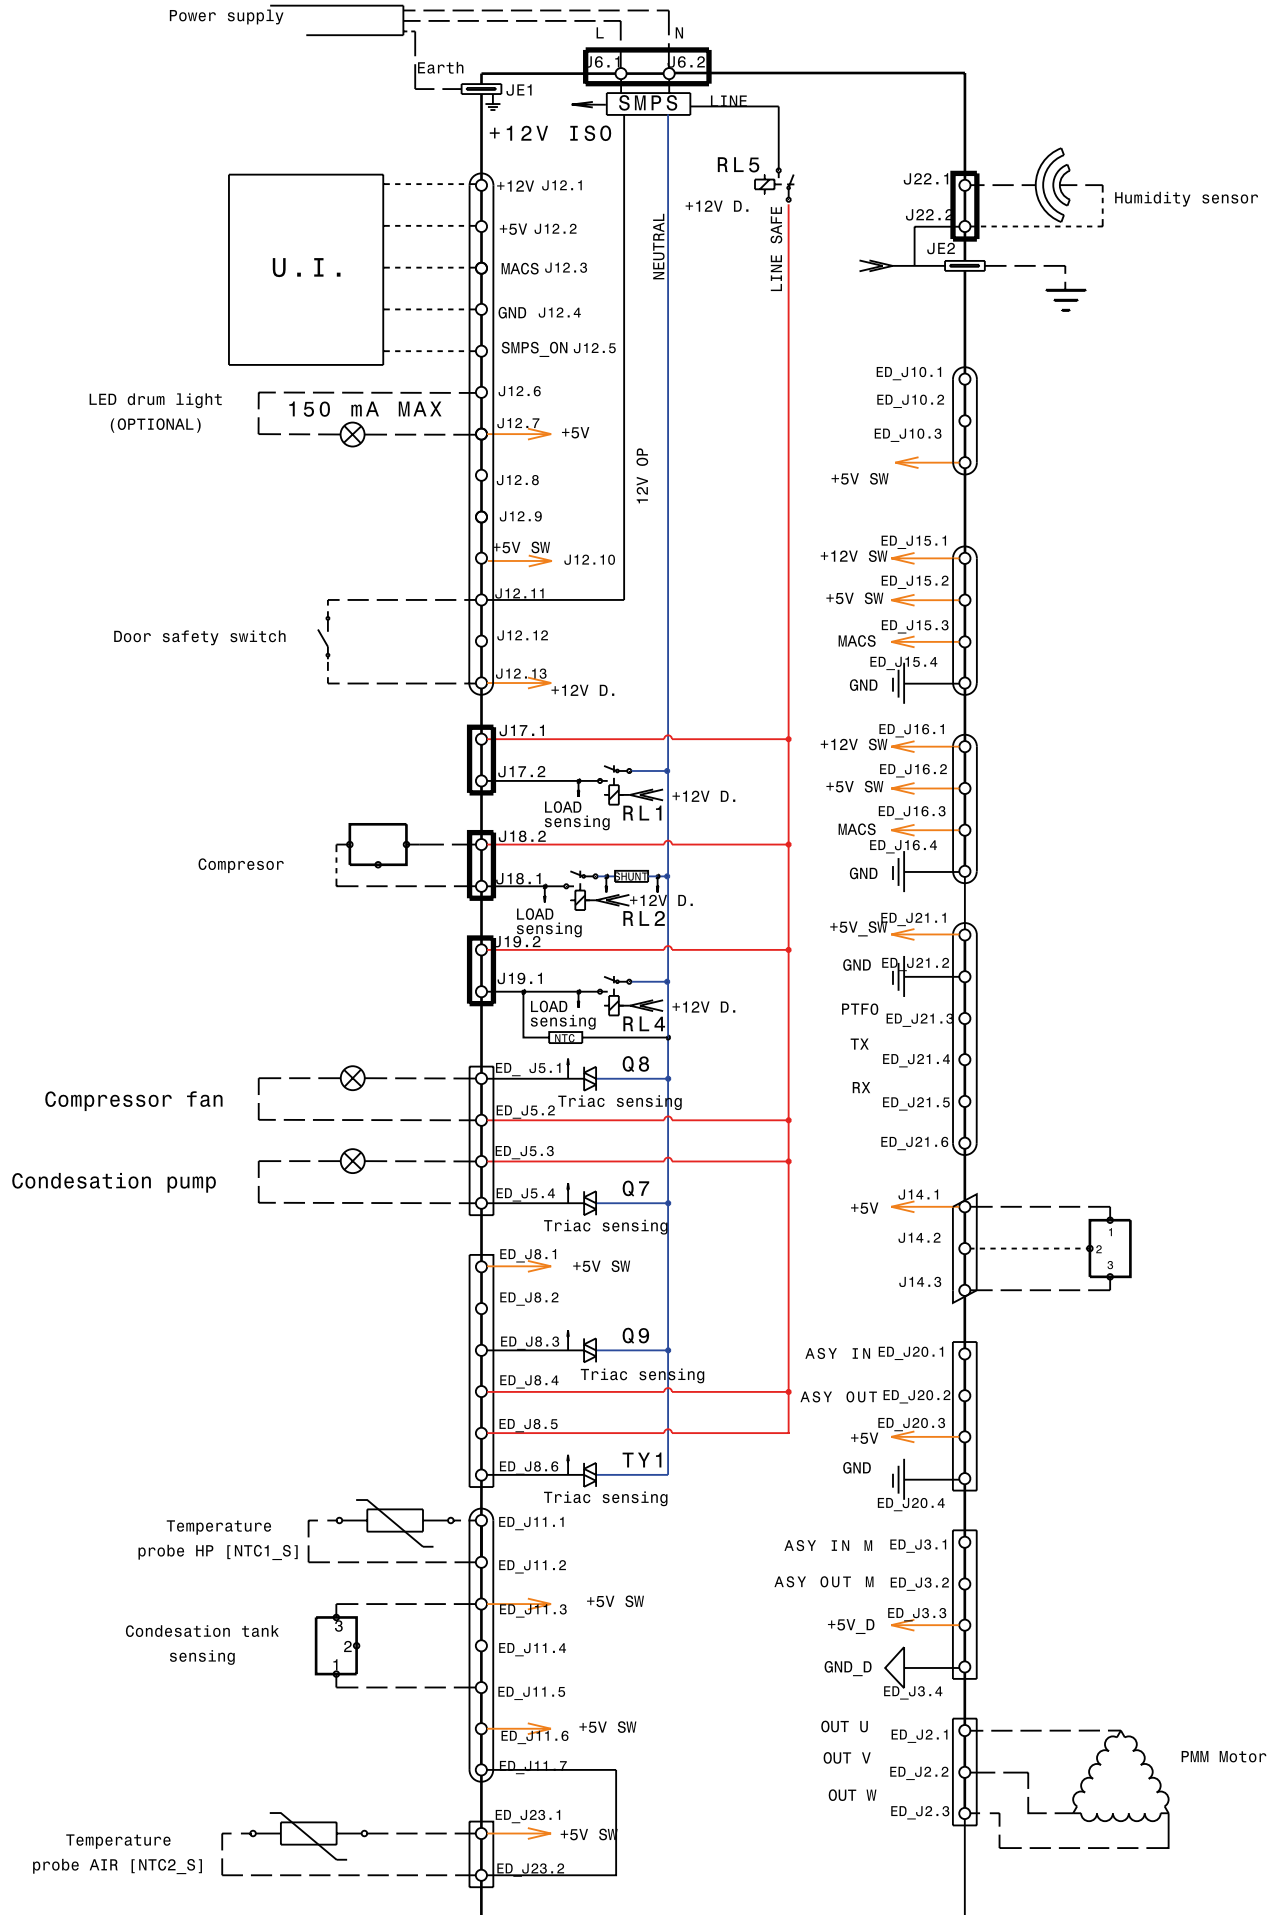 Power supply
L
N
J6.1
J6.2
Earth
JE1
SMPS
LINE
+12V ISO
RL5
+12V D.
NEUTRAL
LINE SAFE
12V OP
U.I.
+12V J12.1
+5V J12.2
MACS J12.3
GND J12.4
SMPS_ON J12.5
LED drum light
(OPTIONAL)
150 mA MAX
J12.6
J12.7
+5V
J12.8
J12.9
+5V SW
J12.10
J12.11
Door safety switch
J12.12
J12.13
+12V D.
J17.1
J17.2
LOAD
sensing
RL1
+12V D.
Compresor
J18.2
J18.1
SHUNT
LOAD
sensing
+12V D.
RL2
J19.2
J19.1
LOAD
sensing
RL4
+12V D.
NTC
Compressor fan
ED_ J5.1
Q8
Triac sensing
ED_J5.2
Condesation pump
ED_J5.3
ED_J5.4
Q7
Triac sensing
ED_J8.1
+5V SW
ED_J8.2
ED_J8.3
Q9
Triac sensing
ED_J8.4
ED_J8.5
ED_J8.6
TY1
Triac sensing
Temperature
probe HP [NTC1_S]
ED_J11.1
ED_J11.2
+5V SW
ED_J11.3
Condesation tank
sensing
3
2
1
ED_J11.4
ED_J11.5
+5V SW
ED_J11.6
ED_J11.7
Temperature
probe AIR [NTC2_S]
ED_J23.1
+5V SW
ED_J23.2
J22.1
J22.2
Humidity sensor
JE2
ED_J10.1
ED_J10.2
ED_J10.3
+5V SW
ED_J15.1
+12V SW
ED_J15.2
+5V SW
ED_J15.3
MACS
ED_J15.4
GND
ED_J16.1
+12V SW
ED_J16.2
+5V SW
ED_J16.3
MACS
ED_J16.4
GND
ED_J21.1
+5V_SW
GND ED_J21.2
PTFO
ED_J21.3
TX
ED_J21.4
RX
ED_J21.5
ED_J21.6
J14.1
+5V
J14.2
J14.3
1
2
3
ASY IN ED_J20.1
ASY OUT ED_J20.2
ED_J20.3
+5V
GND
ED_J20.4
ASY IN M ED_J3.1
ASY OUT M ED_J3.2
ED_J3.3
+5V_D
GND_D
ED_J3.4
OUT U
ED_J2.1
OUT V
ED_J2.2
OUT W
ED_J2.3
PMM Motor